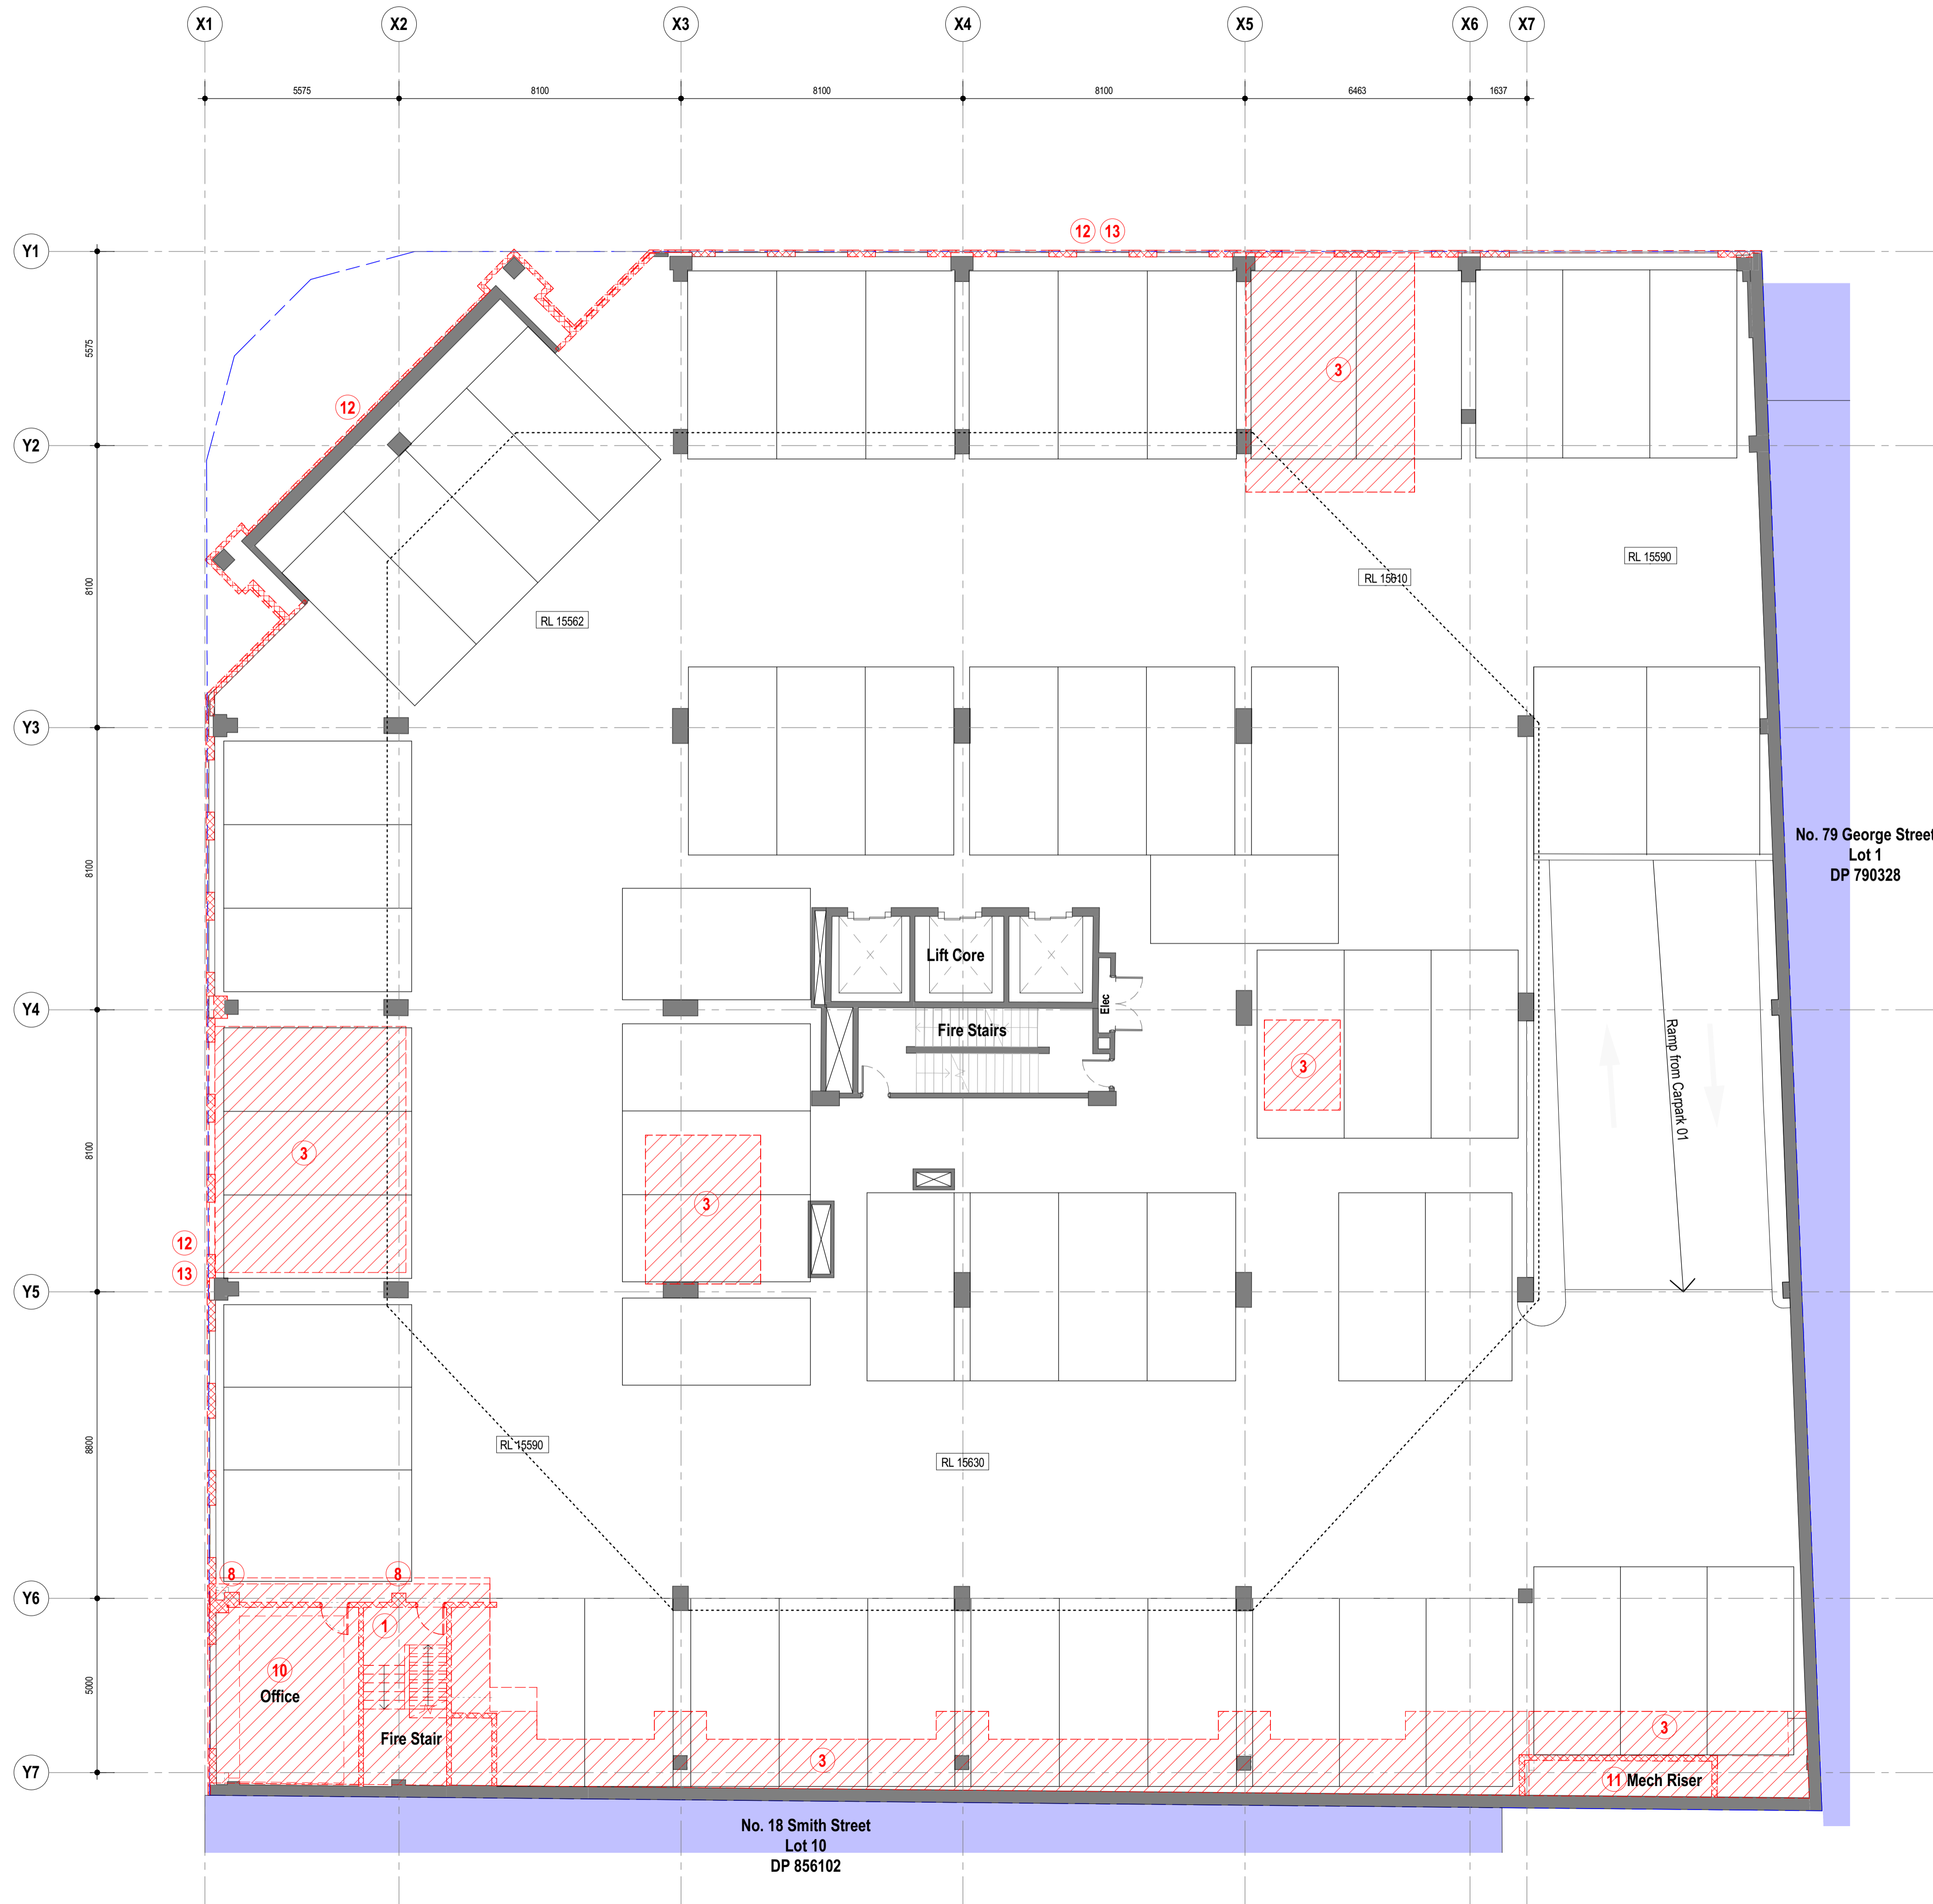 X1 X2 X3 X4 X5 X6 X7
5575 8100 8100 8100 6463 1637
12 13
Y1
5575
3
12
Y2
RL 15590
RL 15610
8100
RL 15562
Y3
No. 79 George Street
Lot 1
DP 790328
8100
Lift Core
Elec
Y4
Fire Stairs
3
Ramp from Carpark 01
8100
3
3
12
13
Y5
8800
RL 15590
RL 15630
8 8
Y6
1
10
Office
5000
3
Fire Stair
3
Y7
11 Mech Riser
No. 18 Smith Street
Lot 10
DP 856102